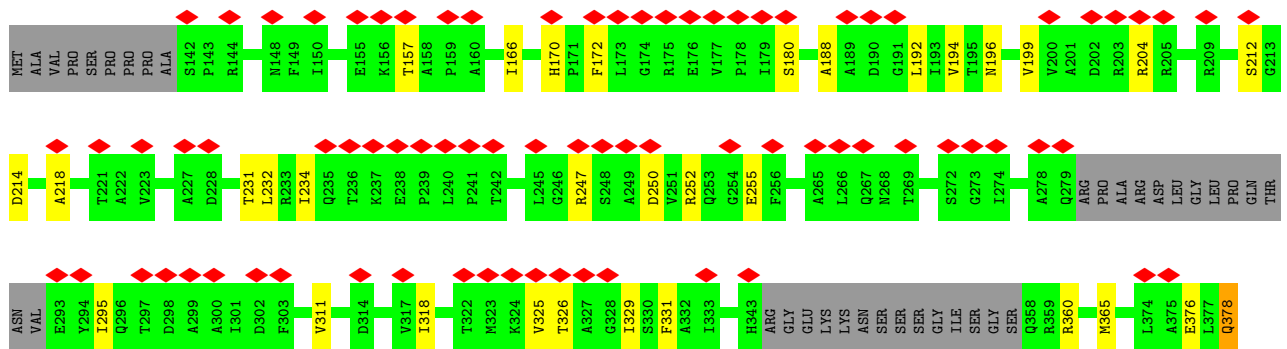 MET ALA VAL PRO SER PRO PRO PRO ALA S142 P143 R144 N148 F149 I150 E155 K156 T157 A158 P159 A160 I166 H170 P171 F172 L173 G174 R175 E176 V177 P178 I179 S180 A188 A189 D190 G191 L192 I193 V194 T195 N196 V199 V200 A201 D202 R203 R204 R205 R209 S212 G213
D214 A218 T221 A222 V223 A227 D228 T231 L232 R233 I234 Q235 T236 K237 E238 P239 L240 P241 T242 L245 G246 R247 S248 A249 D250 V251 R252 Q253 G254 E255 F256 A265 L266 Q267 N268 T269 S272 G273 I274 A278 Q279 ARG PRO ALA ARG ASP LEU GLY LEU PRO GLN THR
ASN VAL E293 Y294 I295 Q296 T297 D298 A299 A300 I301 D302 F303 V311 D314 V317 I318 T322 M323 K324 V325 T326 A327 G328 I329 S330 F331 A332 I333 H343 ARG GLY GLU LYS LYS ASN SER SER SER GLY ILE SER GLY SER Q358 R359 R360 M365 L374 A375 E376 L377 Q378